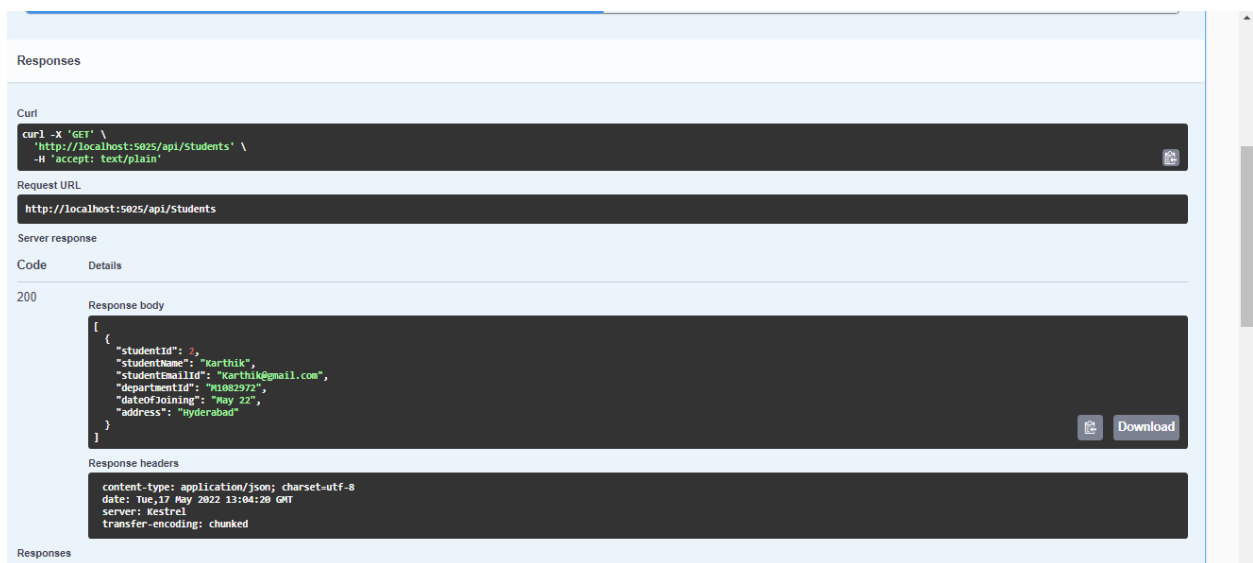 Responses
Curl
curl -X 'GET' \
'http://localhost:5025/api/Students' \
-H 'accept: text/plain'
Request URL
http://localhost:5025/api/Students
Server response
Code Details
200
Response body
[
{
"studentId": 2,
"studentName": "Karthik",
"studentEmailId": "Karthik@gmail.com",
"departmentId": "M1082972",
"dateOfJoining": "May 22",
"address": "Hyderabad"
}
]
Download
Response headers
content-type: application/json; charset=utf-8
date: Tue,17 May 2022 13:04:20 GMT
server: Kestrel
transfer-encoding: chunked
Responses